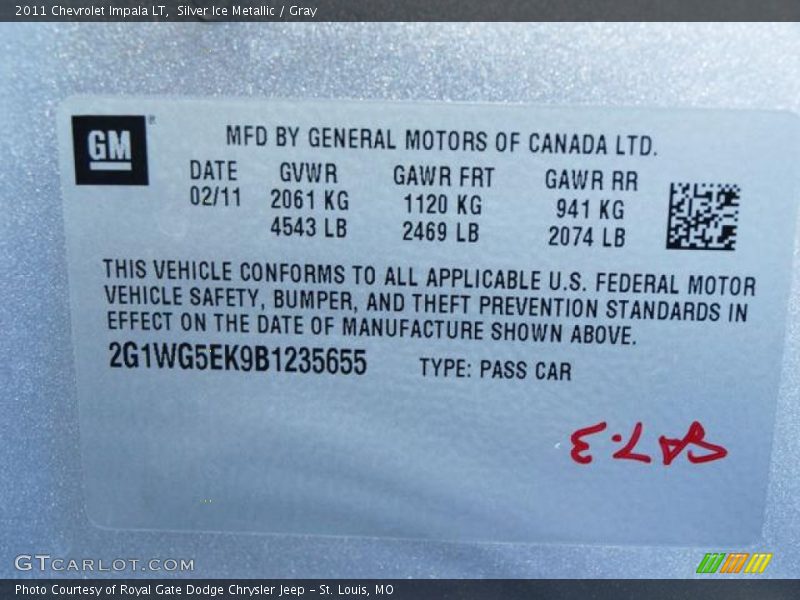 2011 Chevrolet Impala LT, Silver Ice Metallic / Gray
GM
MFD BY GENERAL MOTORS OF CANADA LTD.
DATE GVWR GAWR FRT GAWR RR
02/11 2061 KG 1120 KG 941 KG
4543 LB 2469 LB 2074 LB
THIS VEHICLE CONFORMS TO ALL APPLICABLE U.S. FEDERAL MOTOR
VEHICLE SAFETY, BUMPER, AND THEFT PREVENTION STANDARDS IN
EFFECT ON THE DATE OF MANUFACTURE SHOWN ABOVE.
2G1WG5EK9B1235655 TYPE: PASS CAR
GTCARLOT.COM
Photo Courtesy of Royal Gate Dodge Chrysler Jeep - St. Louis, MO